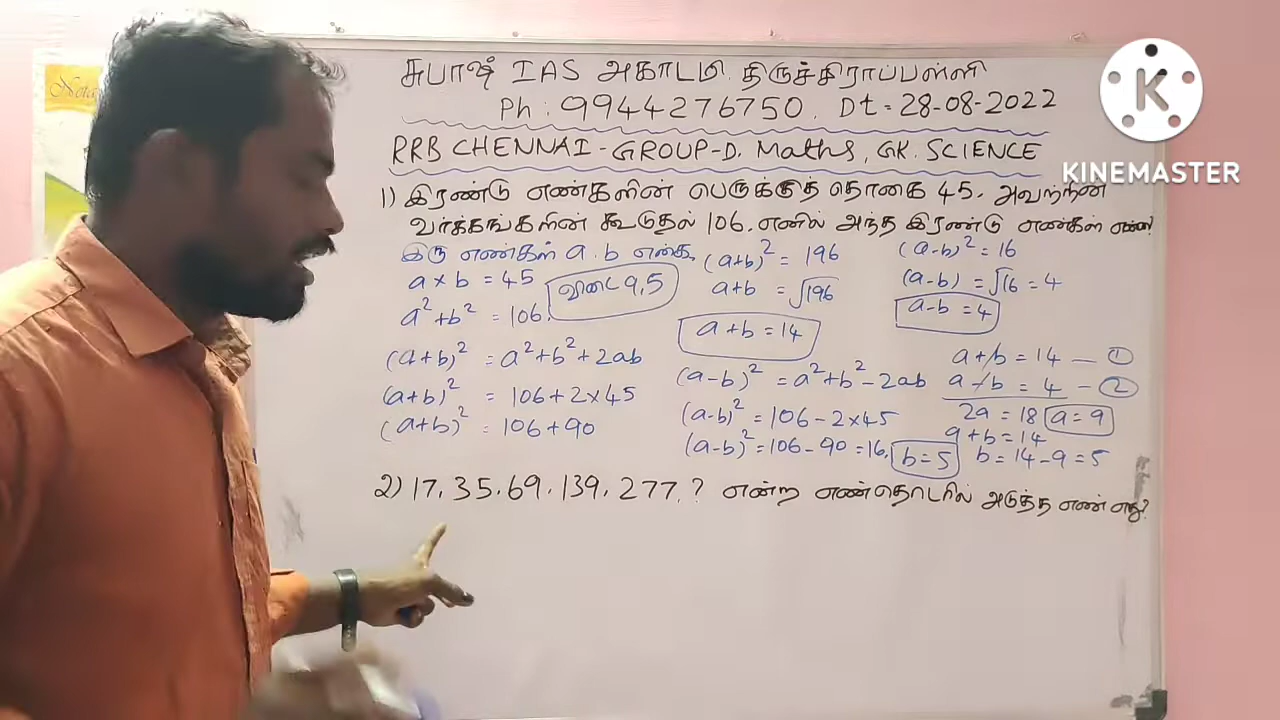 சுபாஷ் IAS அகாடமி. திருச்சிராப்பள்ளி
Ph: 9944276750. Dt- 28-08-2022
RRB CHENNAI - GROUP-D. Maths, GK. SCIENCE
1) இரண்டு எண்களின் பெருக்குத் தொகை 45. அவற்றின்
வர்க்கங்களின் கூடுதல் 106. எனில் அந்த இரண்டு எண்கள் என்ன?
இரு எண்கள் a. b என்க.
a × b = 45
விடை 9,5
a² + b² = 106.
(a+b)² = a² + b² + 2ab
(a+b)² = 106 + 2×45
(a+b)² = 106 + 90
(a+b)² = 196
a+b = √196
a+b = 14
(a-b)² = a² + b² - 2ab
(a-b)² = 106 - 2×45
(a-b)² = 106 - 90 = 16.
(a-b)² = 16
(a-b) = √16 = 4
a-b = 4
a+b = 14 — ①
a-b = 4 - ②
2a = 18 a = 9
9+b = 14
b = 14-9 = 5
b = 5
2) 17. 35. 69. 139. 277. ? என்ற எண்தொடரில் அடுத்த எண் எது?
Nota
K
KINEMASTER